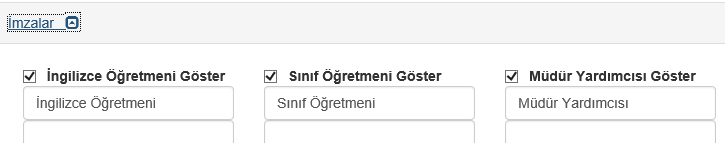 İmzalar
İngilizce Öğretmeni Göster
Sınıf Öğretmeni Göster
Müdür Yardımcısı Göster
İngilizce Öğretmeni
Sınıf Öğretmeni
Müdür Yardımcısı